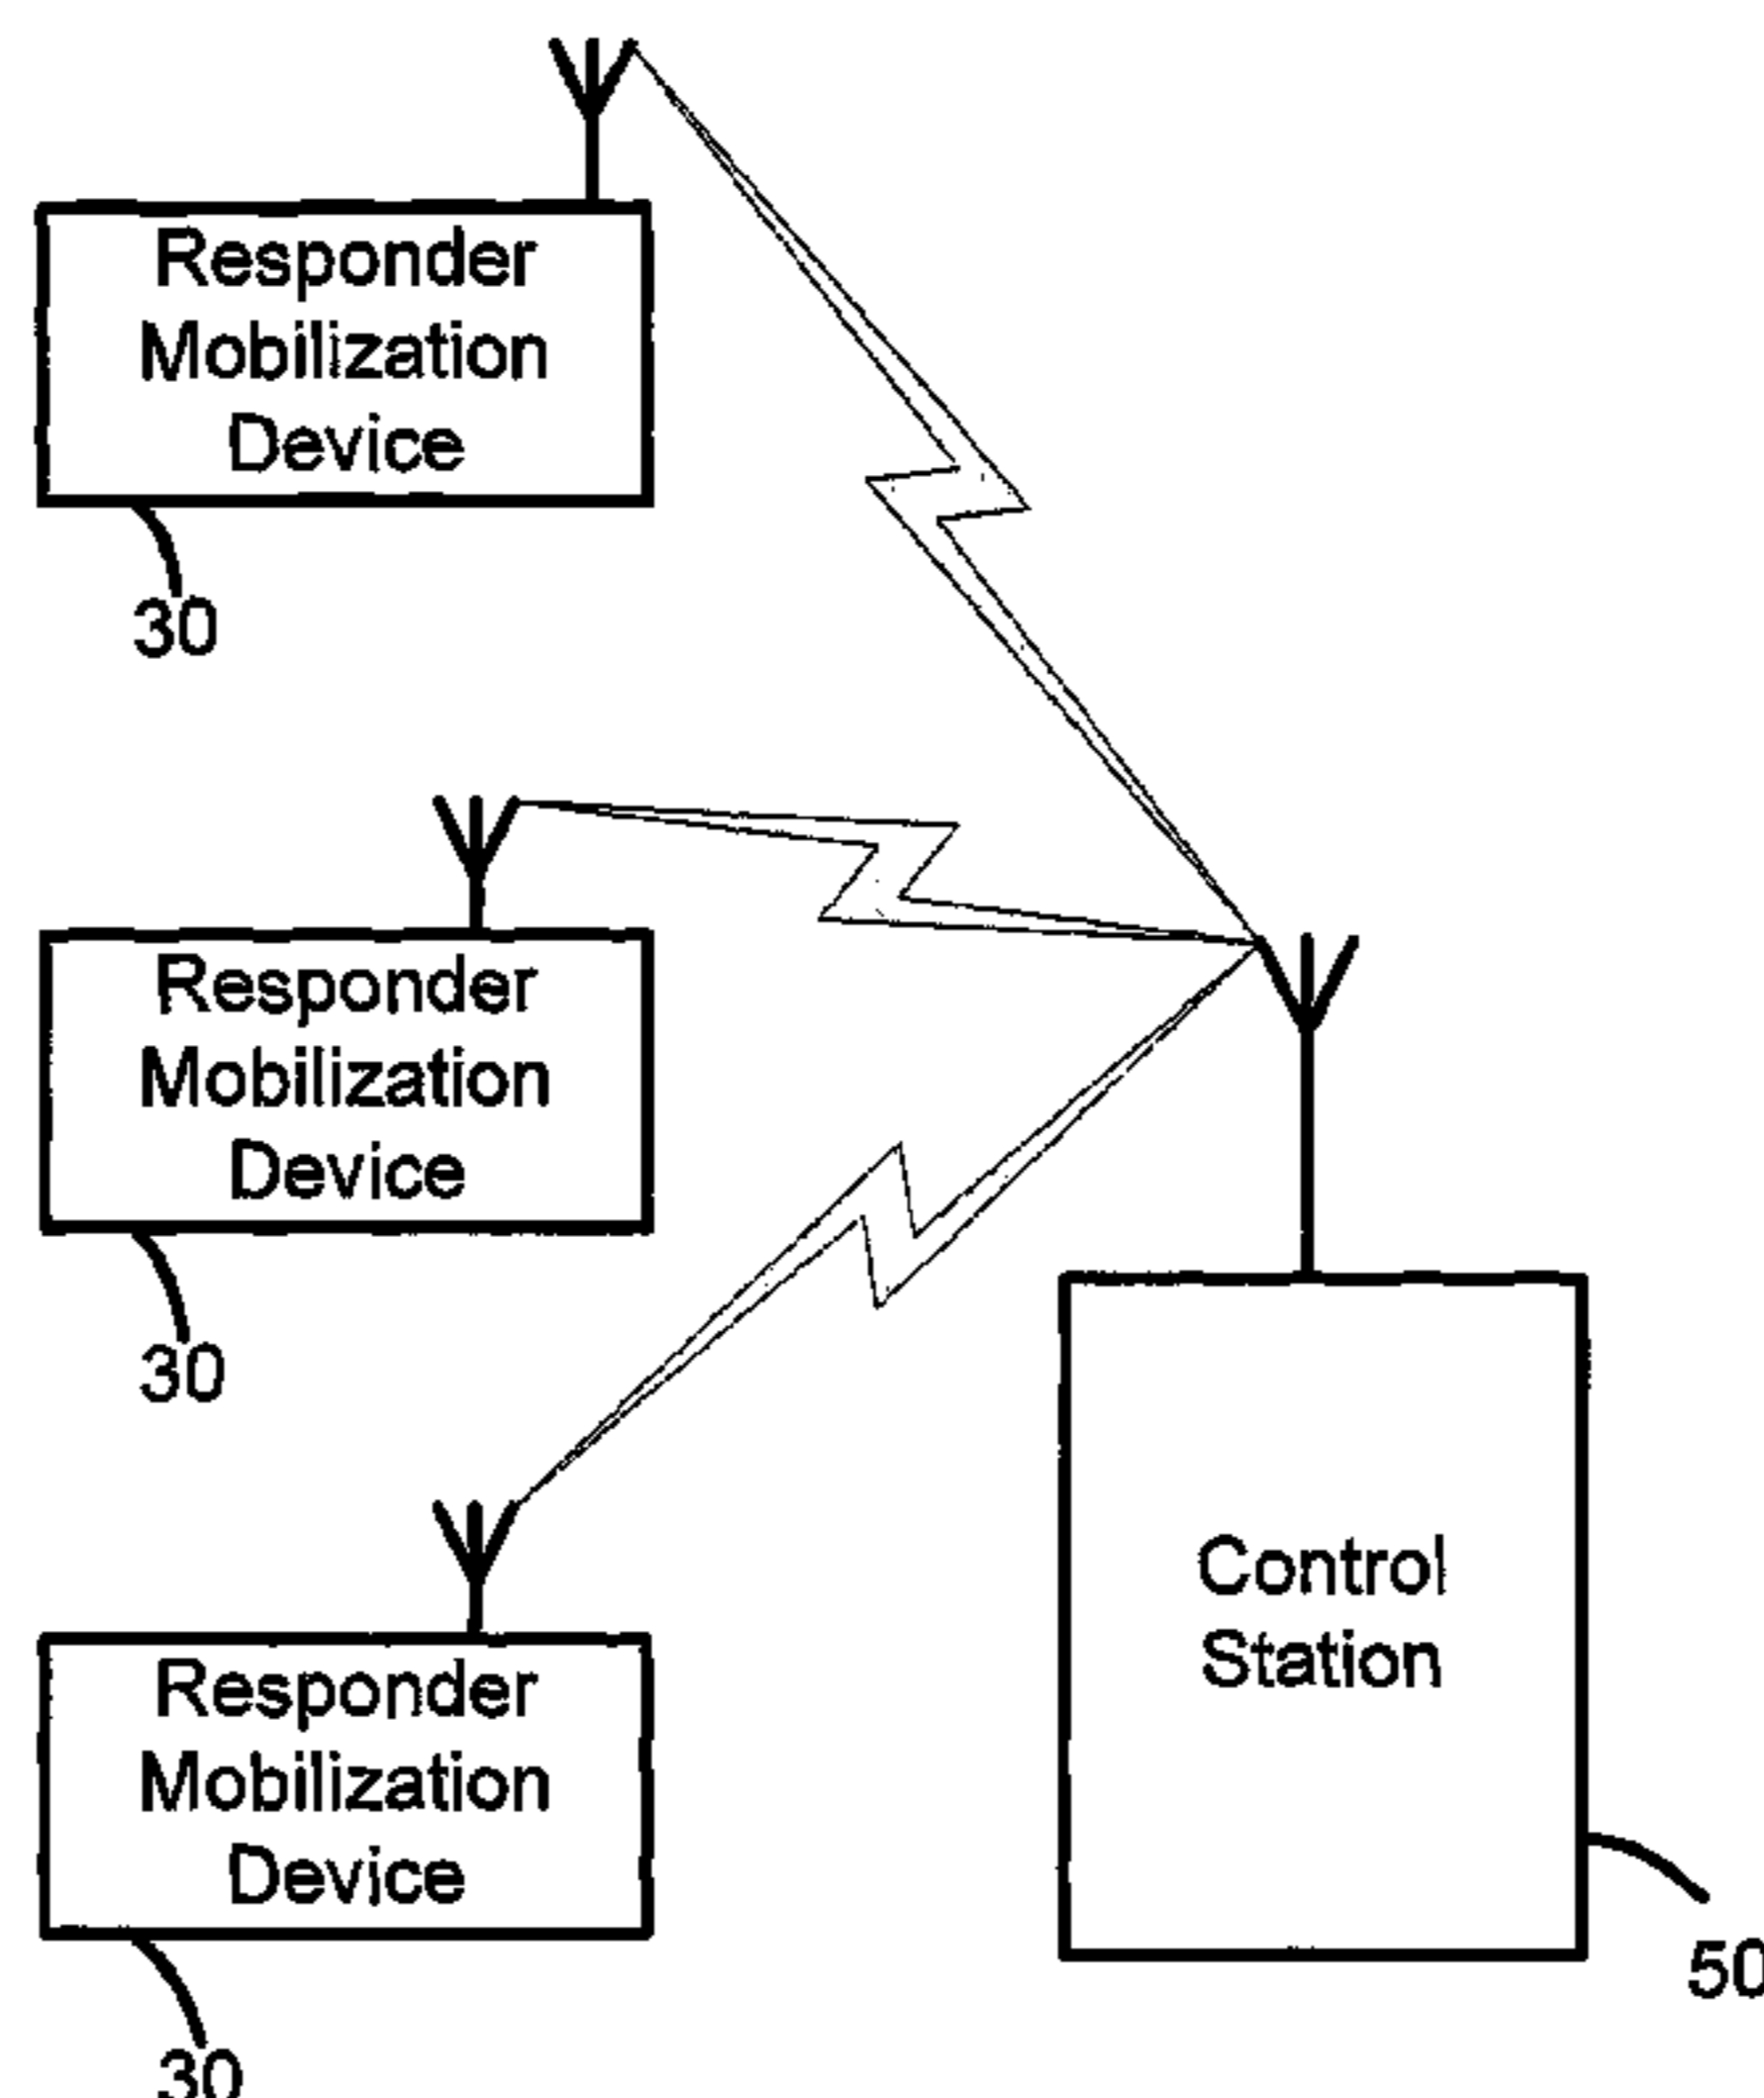 Responder
Mobilization
Device
30
Responder
Mobilization
Device
30
Responder
Mobilization
Device
30
Control
Station
50